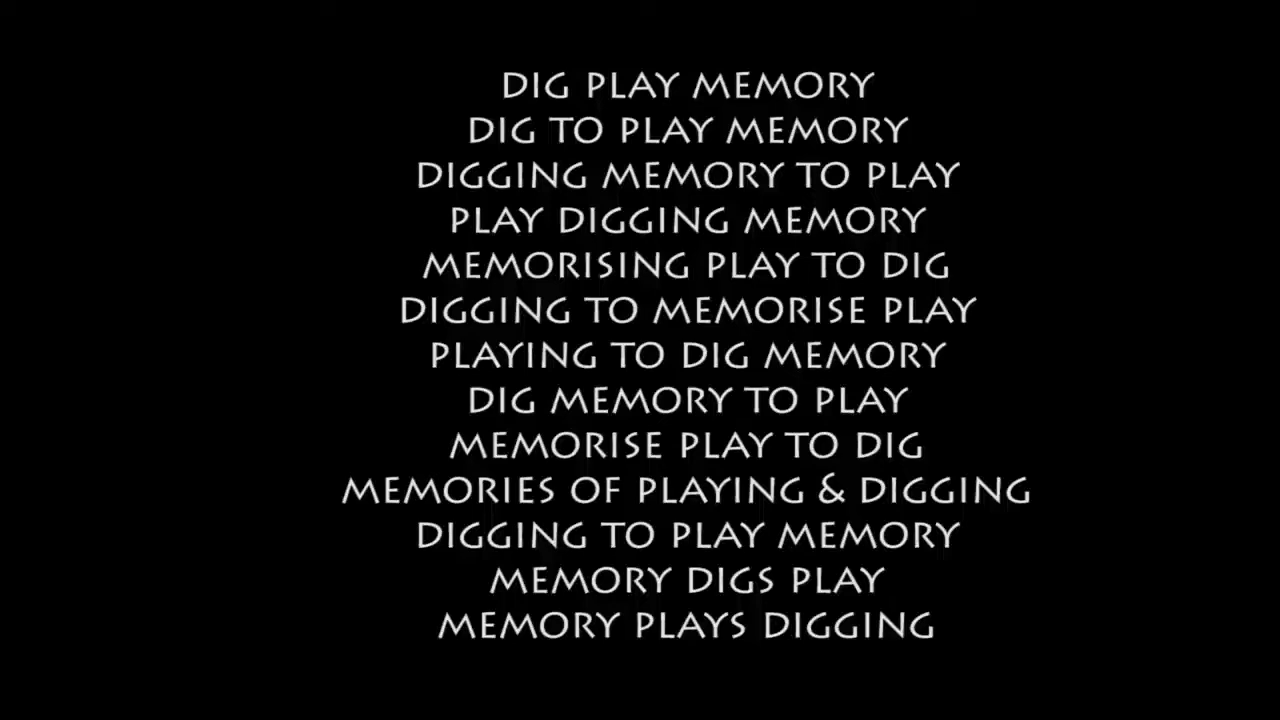 DIG PLAY MEMORY
DIG TO PLAY MEMORY
DIGGING MEMORY TO PLAY
PLAY DIGGING MEMORY
MEMORISING PLAY TO DIG
DIGGING TO MEMORISE PLAY
PLAYING TO DIG MEMORY
DIG MEMORY TO PLAY
MEMORISE PLAY TO DIG
MEMORIES OF PLAYING & DIGGING
DIGGING TO PLAY MEMORY
MEMORY DIGS PLAY
MEMORY PLAYS DIGGING